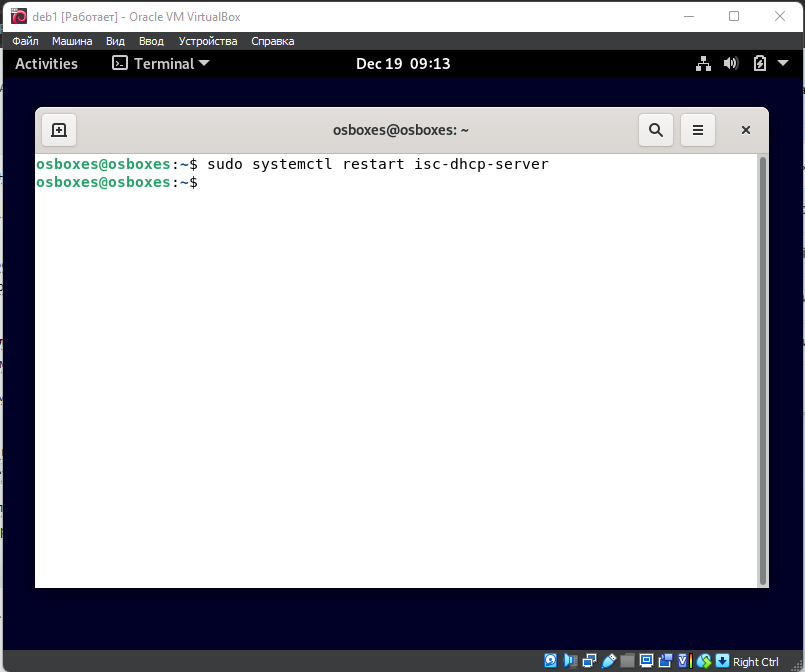 deb1 [Работает] - Oracle VM VirtualBox
Файл Машина Вид Ввод Устройства Справка
Activities Terminal Dec 19 09:13
osboxes@osboxes: ~
osboxes@osboxes:~$ sudo systemctl restart isc-dhcp-server
osboxes@osboxes:~$
Right Ctrl